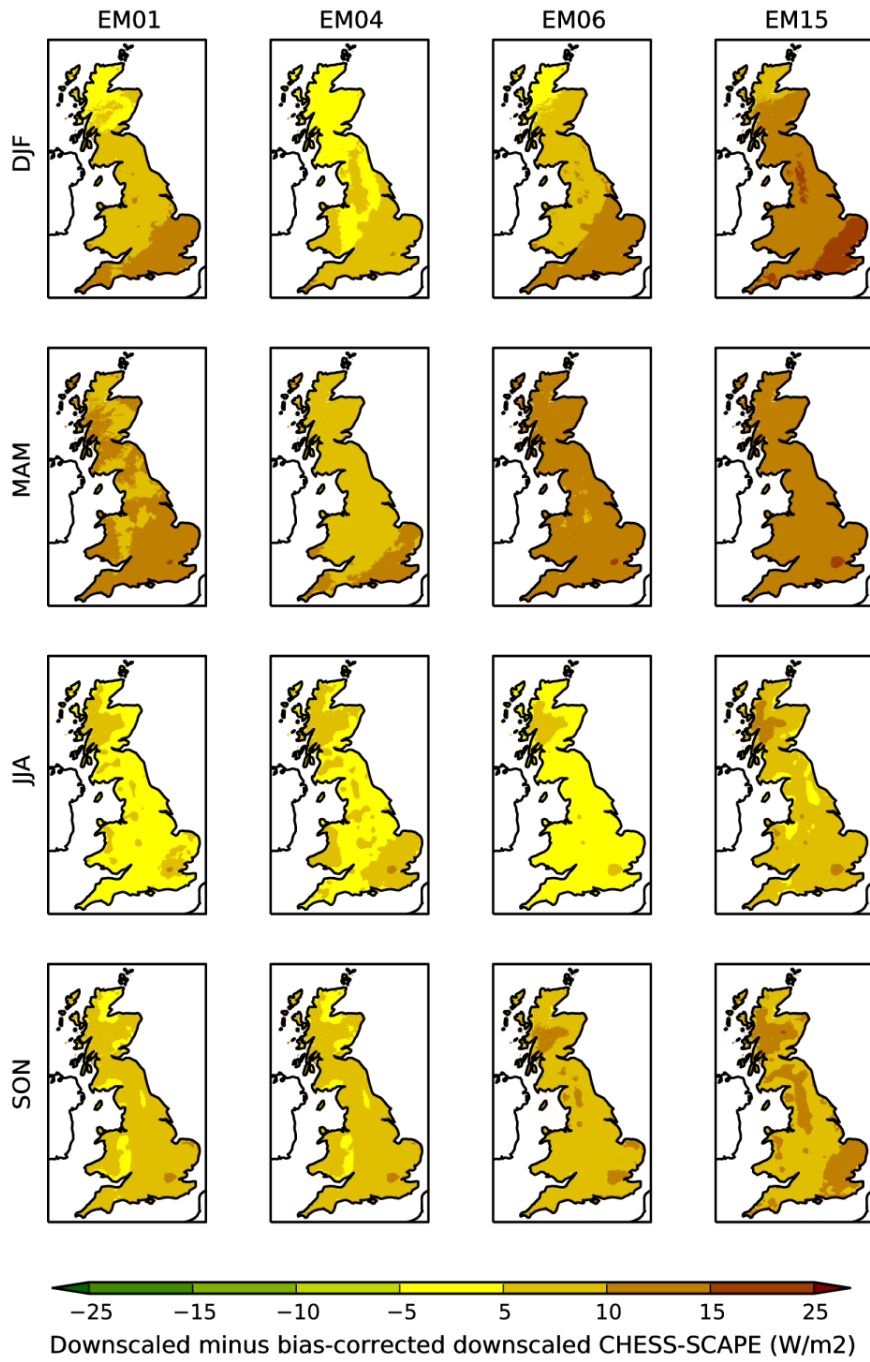 EM01 EM04 EM06 EM15
DJF
MAM
JJA
SON
−25 −15 −10 −5 5 10 15 25
Downscaled minus bias-corrected downscaled CHESS-SCAPE (W/m2)